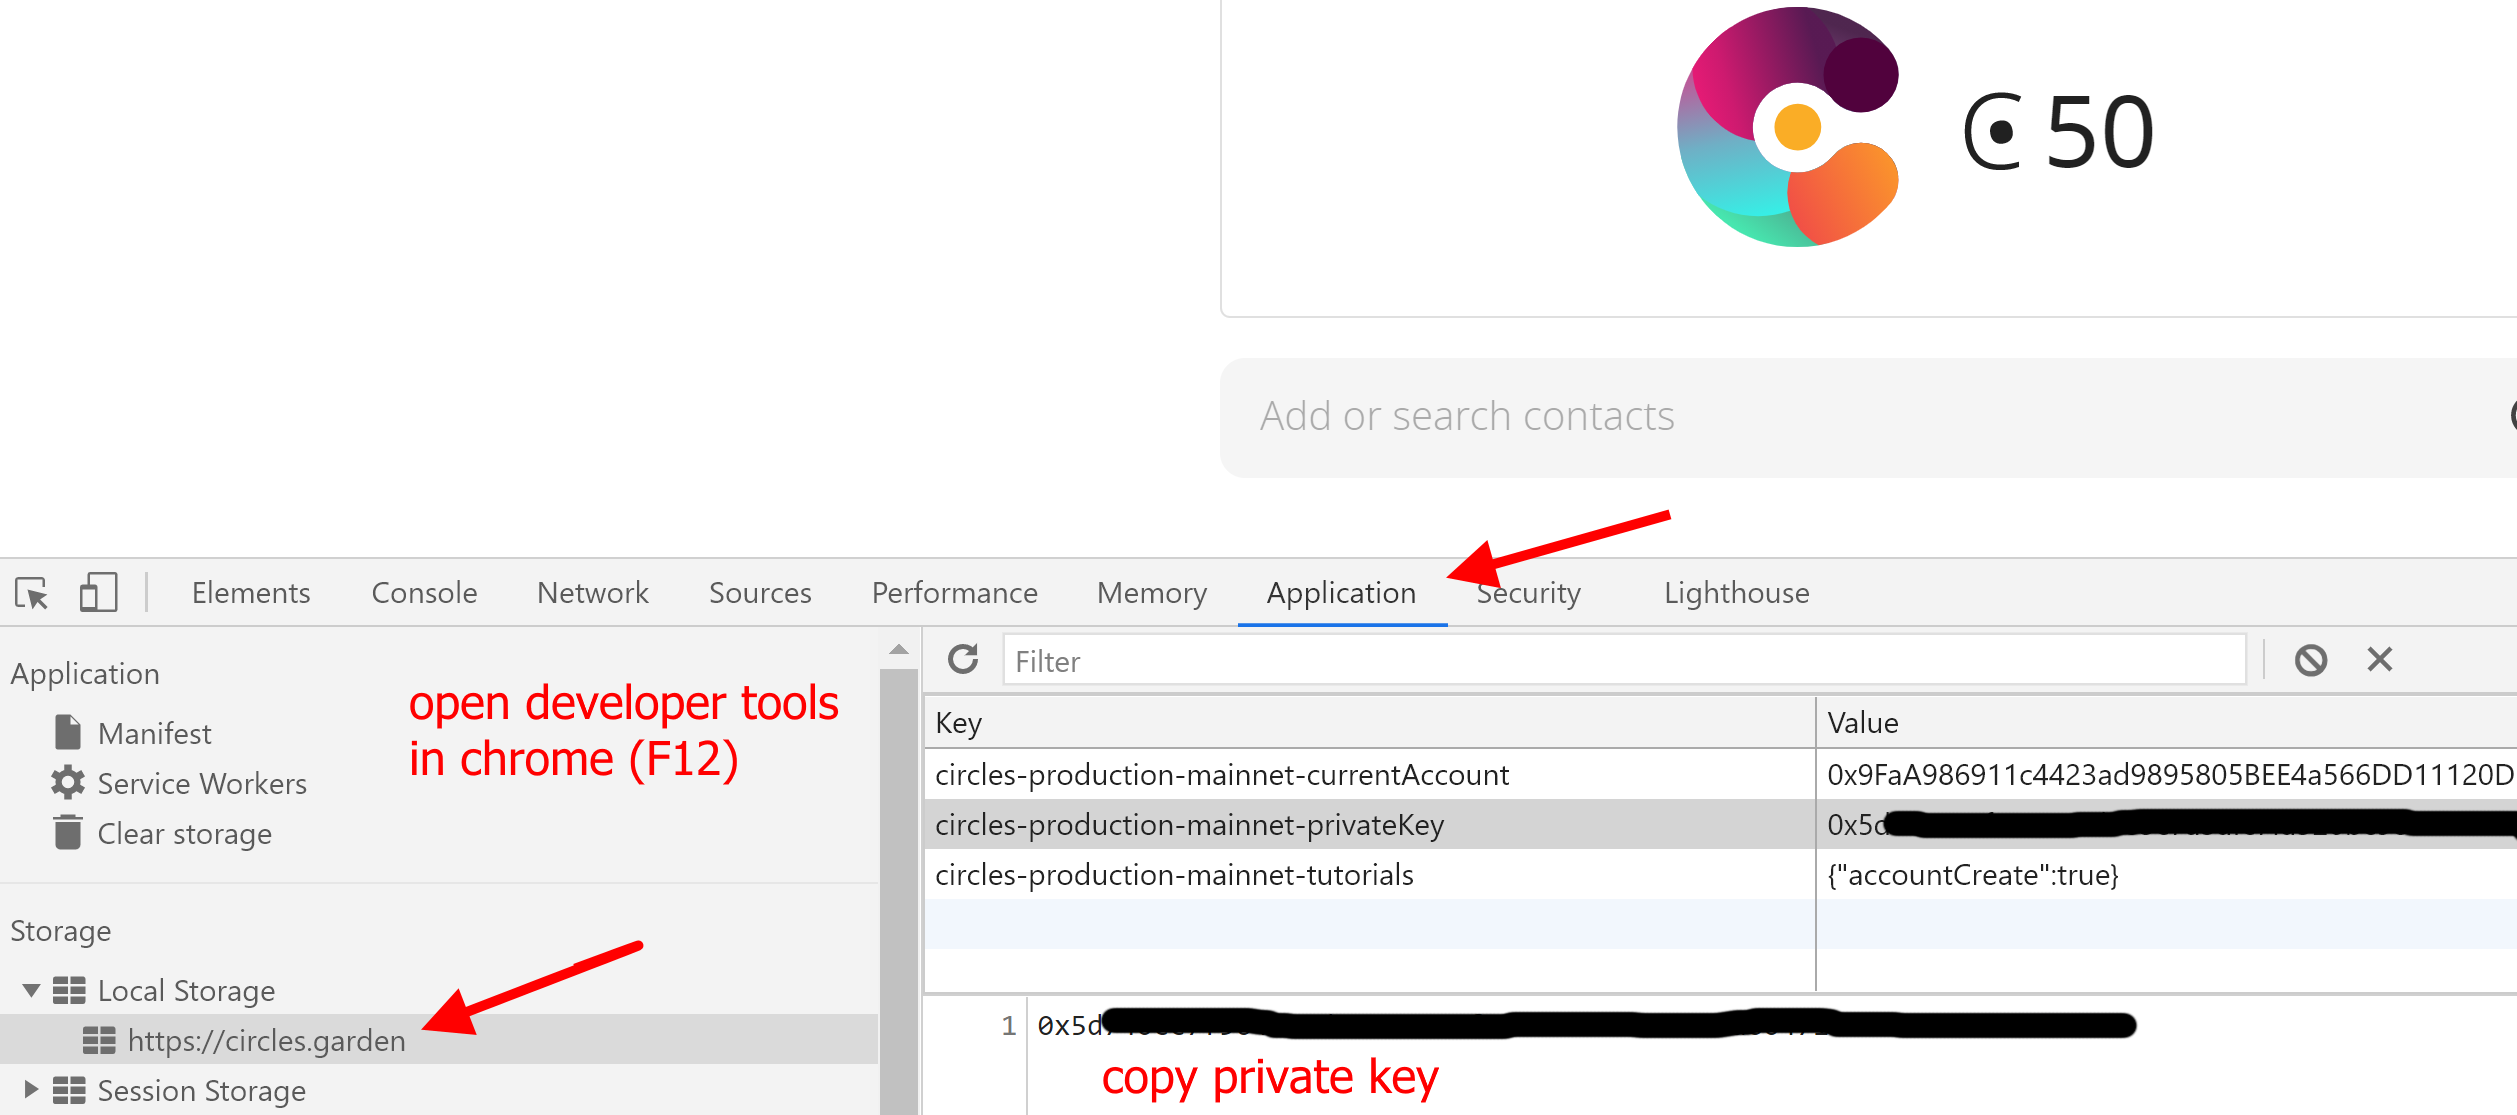 50
Add or search contacts
Elements Console Network Sources Performance Memory Application Security Lighthouse
Application
Manifest
Service Workers
Clear storage
Storage
Local Storage
https://circles.garden
Session Storage
open developer tools
in chrome (F12)
Filter
Key Value
circles-production-mainnet-currentAccount 0x9FaA986911c4423ad9895805BEE4a566DD11120D
circles-production-mainnet-privateKey 0x5d
circles-production-mainnet-tutorials {"accountCreate":true}
1 0x5d
copy private key